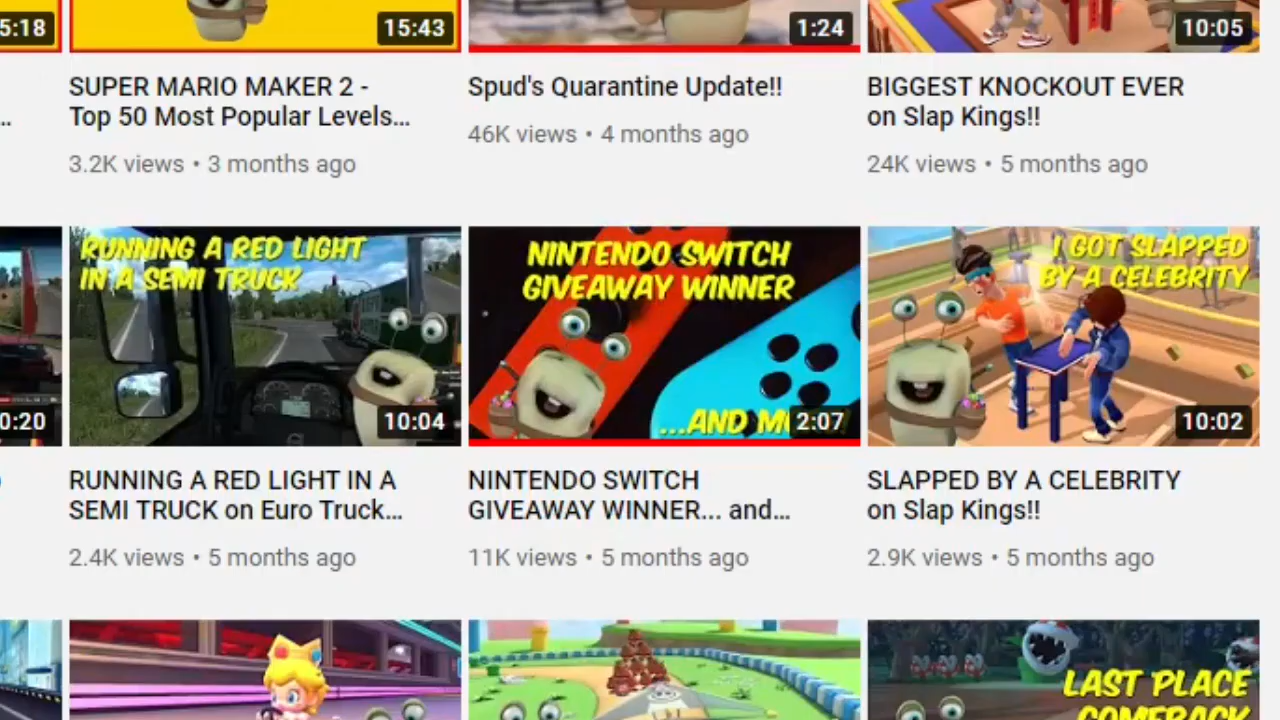 5:18
15:43
1:24
10:05
SUPER MARIO MAKER 2 -
Top 50 Most Popular Levels...
3.2K views • 3 months ago
Spud's Quarantine Update!!
46K views • 4 months ago
BIGGEST KNOCKOUT EVER
on Slap Kings!!
24K views • 5 months ago
...
0:20
RUNNING A RED LIGHT
IN A SEMI TRUCK
10:04
NINTENDO SWITCH
GIVEAWAY WINNER
...AND M
2:07
I GOT SLAPPED
BY A CELEBRITY
10:02
RUNNING A RED LIGHT IN A
SEMI TRUCK on Euro Truck...
2.4K views • 5 months ago
NINTENDO SWITCH
GIVEAWAY WINNER... and...
11K views • 5 months ago
SLAPPED BY A CELEBRITY
on Slap Kings!!
2.9K views • 5 months ago
LAST PLACE
COMEBACK